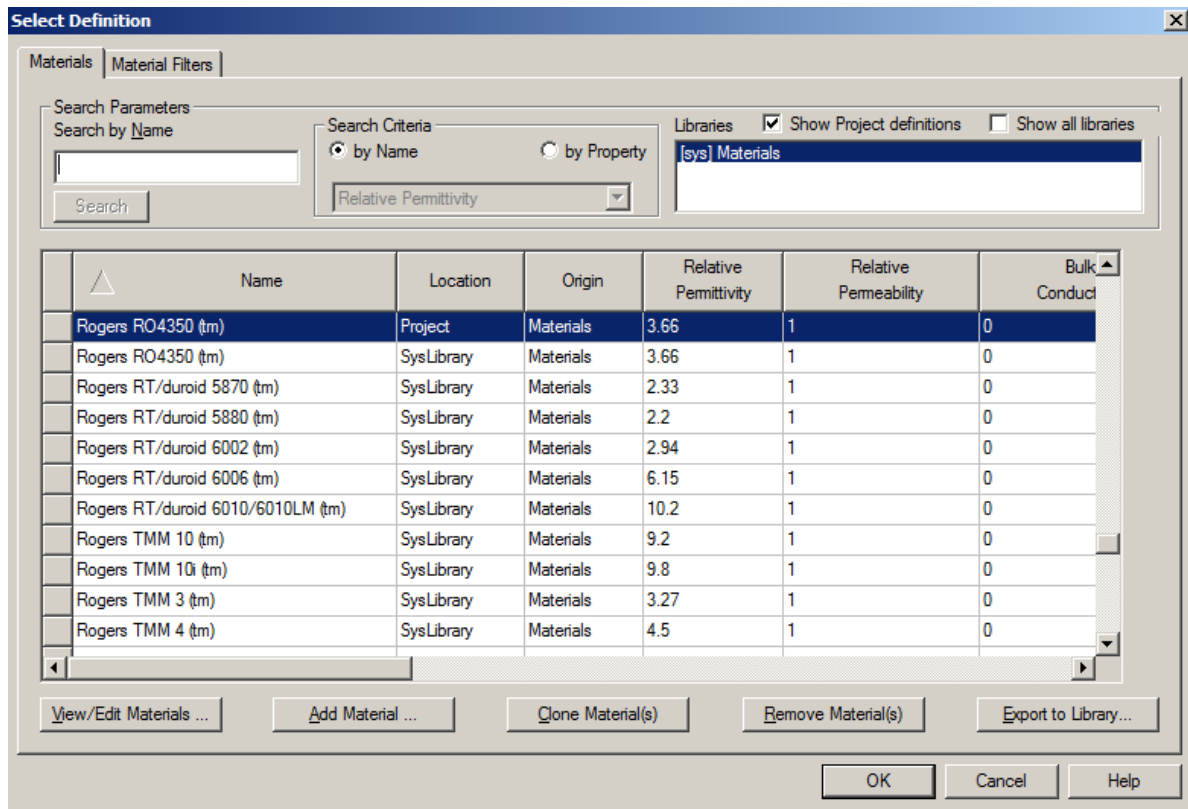 Select Definition
Materials Material Filters
Search Parameters
Search by Name
Search
Search Criteria
by Name by Property
Relative Permittivity
Libraries Show Project definitions Show all libraries
[sys] Materials
Name Location Origin Relative Permittivity Relative Permeability Bulk Conduct
Rogers RO4350 (tm) Project Materials 3.66 1 0
Rogers RO4350 (tm) SysLibrary Materials 3.66 1 0
Rogers RT/duroid 5870 (tm) SysLibrary Materials 2.33 1 0
Rogers RT/duroid 5880 (tm) SysLibrary Materials 2.2 1 0
Rogers RT/duroid 6002 (tm) SysLibrary Materials 2.94 1 0
Rogers RT/duroid 6006 (tm) SysLibrary Materials 6.15 1 0
Rogers RT/duroid 6010/6010LM (tm) SysLibrary Materials 10.2 1 0
Rogers TMM 10 (tm) SysLibrary Materials 9.2 1 0
Rogers TMM 10i (tm) SysLibrary Materials 9.8 1 0
Rogers TMM 3 (tm) SysLibrary Materials 3.27 1 0
Rogers TMM 4 (tm) SysLibrary Materials 4.5 1 0
View/Edit Materials ... Add Material ... Clone Material(s) Remove Material(s) Export to Library...
OK Cancel Help